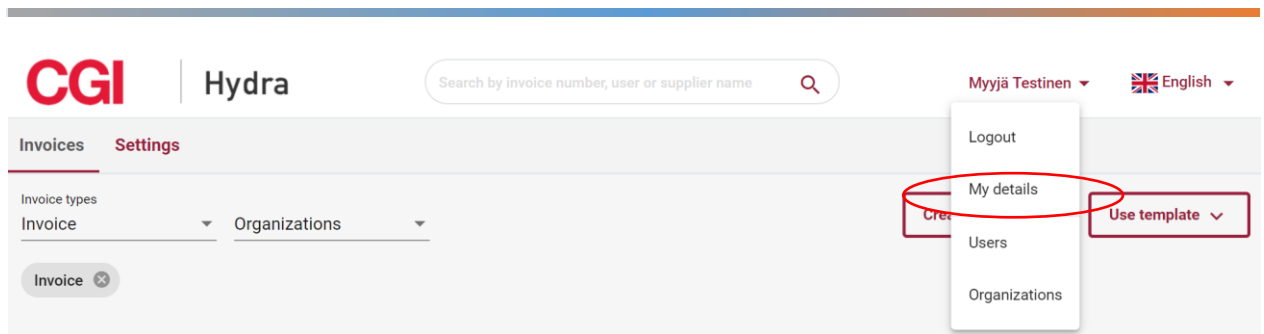 CGI Hydra
Search by invoice number, user or supplier name
Myyjä Testinen
English
Invoices Settings
Logout
My details
Users
Organizations
Invoice types
Invoice
Organizations
Use template
Invoice